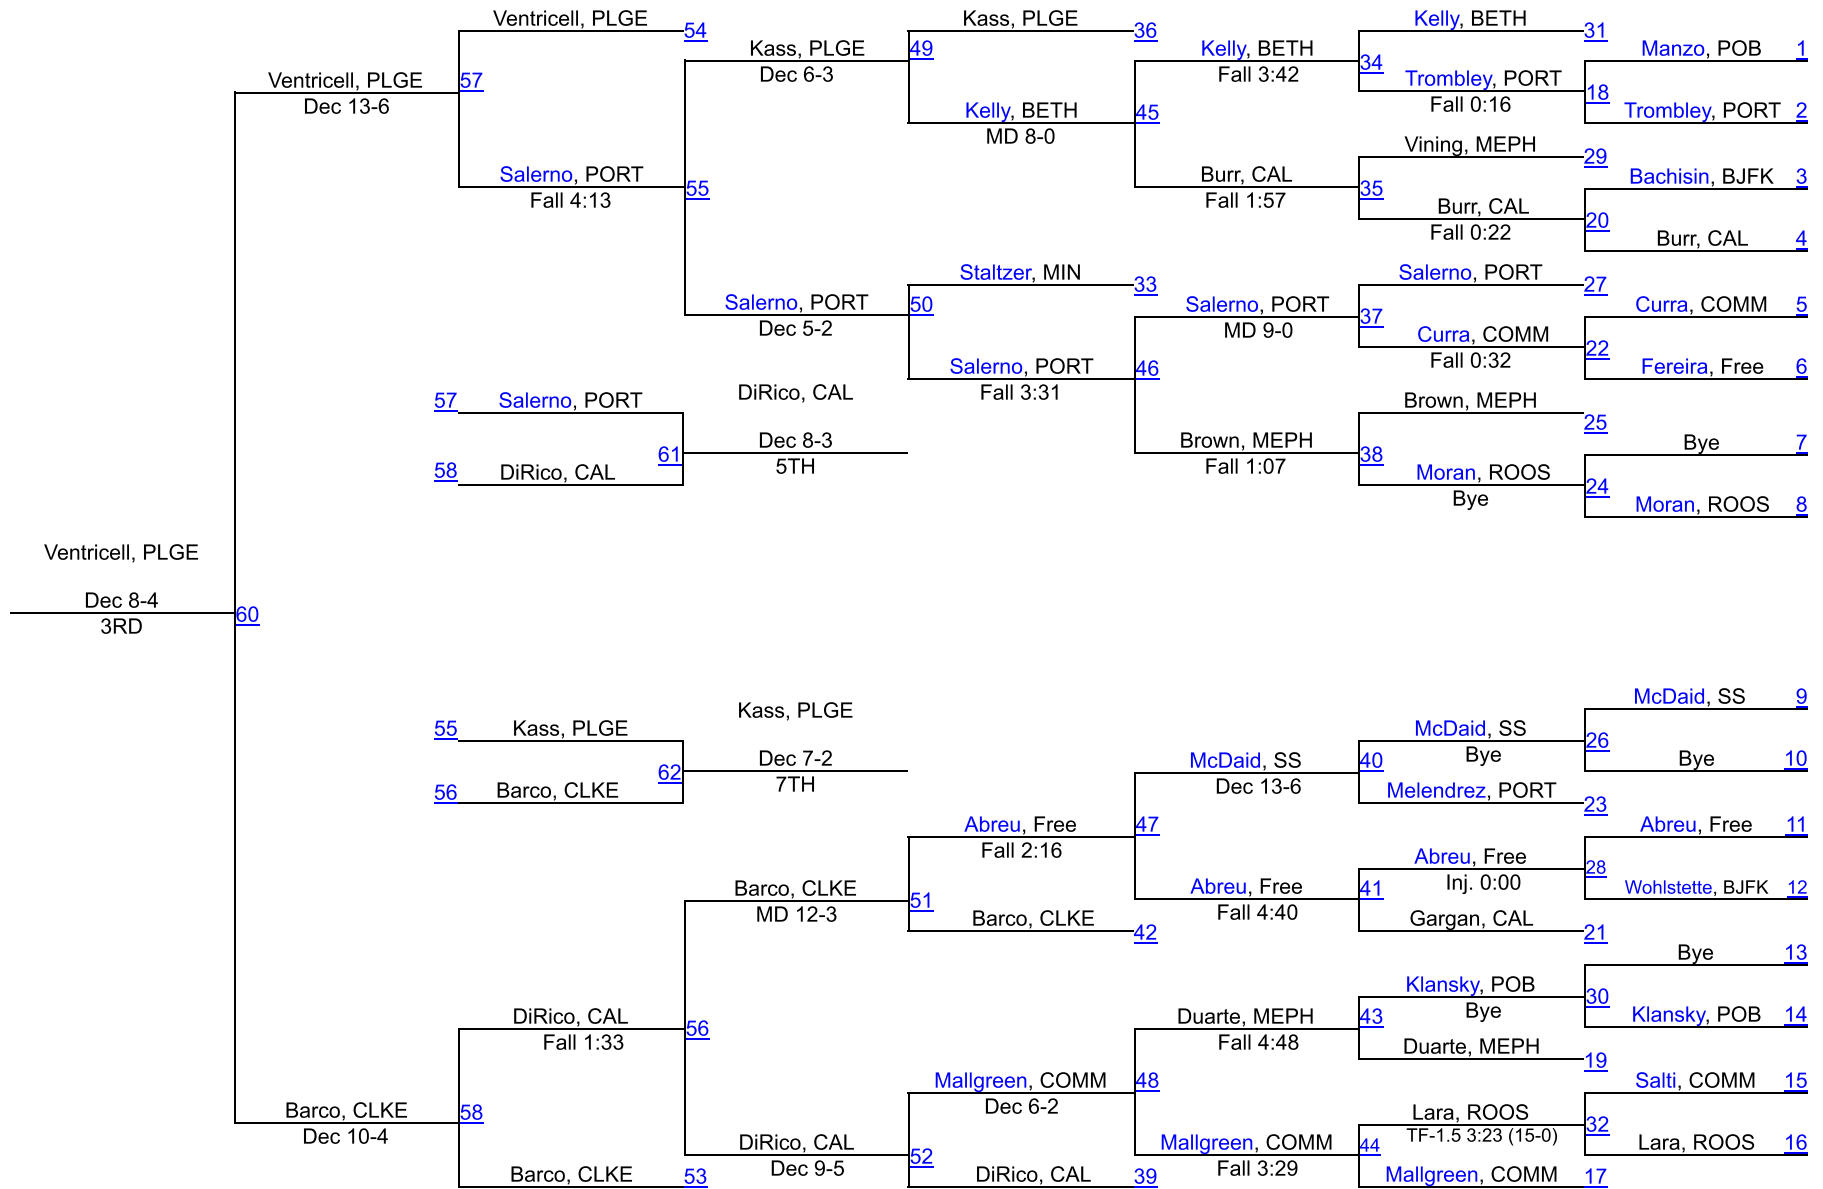 Ventricell, PLGE
54
Kass, PLGE
36
Kelly, BETH
31
Kass, PLGE
Dec 6-3
49
Kelly, BETH
Fall 3:42
34
Manzo, POB
1
Ventricell, PLGE
Dec 13-6
57
Trombley, PORT
Fall 0:16
18
Kelly, BETH
MD 8-0
45
Trombley, PORT
2
Vining, MEPH
29
Salerno, PORT
Fall 4:13
55
Burr, CAL
Fall 1:57
35
Bachisin, BJFK
3
Burr, CAL
Fall 0:22
20
Burr, CAL
4
Staltzer, MIN
33
Salerno, PORT
27
Salerno, PORT
Dec 5-2
50
Salerno, PORT
MD 9-0
37
Curra, COMM
5
Curra, COMM
Fall 0:32
22
Salerno, PORT
Fall 3:31
46
Fereira, Free
6
57
Salerno, PORT
DiRico, CAL
Brown, MEPH
25
61
Dec 8-3
5TH
Brown, MEPH
Fall 1:07
38
Bye
7
58
DiRico, CAL
Moran, ROOS
Bye
24
Moran, ROOS
8
Ventricell, PLGE
Dec 8-4
3RD
60
McDaid, SS
9
55
Kass, PLGE
Kass, PLGE
McDaid, SS
Bye
26
62
Dec 7-2
7TH
McDaid, SS
Dec 13-6
40
Bye
10
56
Barco, CLKE
Melendrez, PORT
23
Abreu, Free
Fall 2:16
47
Abreu, Free
11
Abreu, Free
Inj. 0:00
28
Barco, CLKE
MD 12-3
51
Abreu, Free
Fall 4:40
41
Wohlstette, BJFK
12
Barco, CLKE
42
Gargan, CAL
21
Bye
13
Klansky, POB
Bye
30
DiRico, CAL
Fall 1:33
56
Duarte, MEPH
Fall 4:48
43
Klansky, POB
14
Duarte, MEPH
19
Mallgreen, COMM
Dec 6-2
48
Salti, COMM
15
Barco, CLKE
Dec 10-4
58
Lara, ROOS
TF-1.5 3:23 (15-0)
32
DiRico, CAL
Dec 9-5
52
Mallgreen, COMM
Fall 3:29
44
Lara, ROOS
16
Barco, CLKE
53
DiRico, CAL
39
Mallgreen, COMM
17